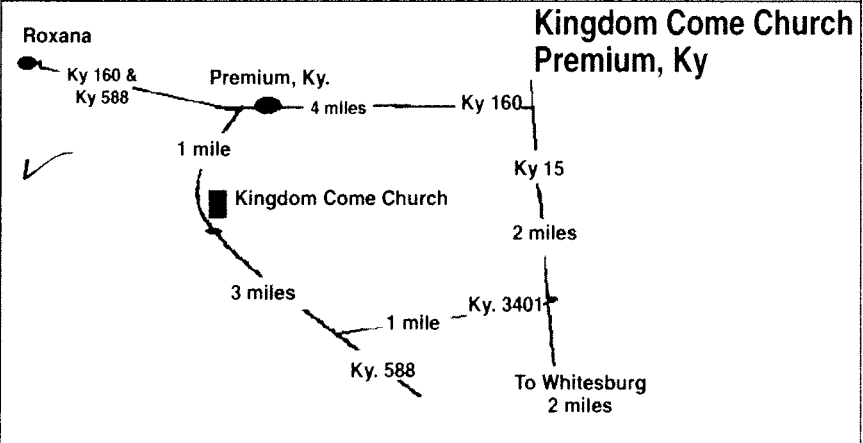 Kingdom Come Church
Premium, Ky
Roxana
Ky 160 &
Ky 588
Premium, Ky.
4 miles
Ky 160
1 mile
Ky 15
Kingdom Come Church
2 miles
3 miles
Ky. 3401
1 mile
Ky. 588
To Whitesburg
2 miles